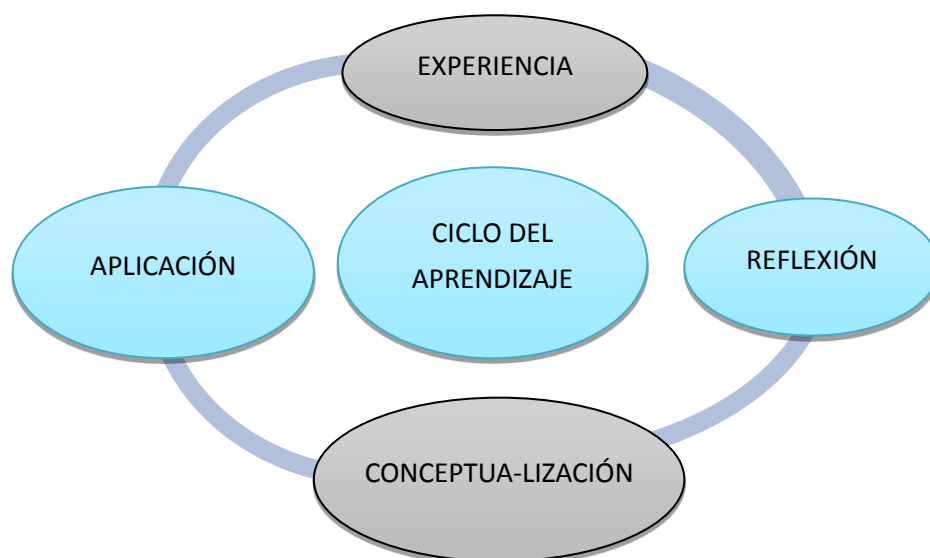 EXPERIENCIA
CICLO DEL
APRENDIZAJE
APLICACIÓN
REFLEXIÓN
CONCEPTUA-LIZACIÓN